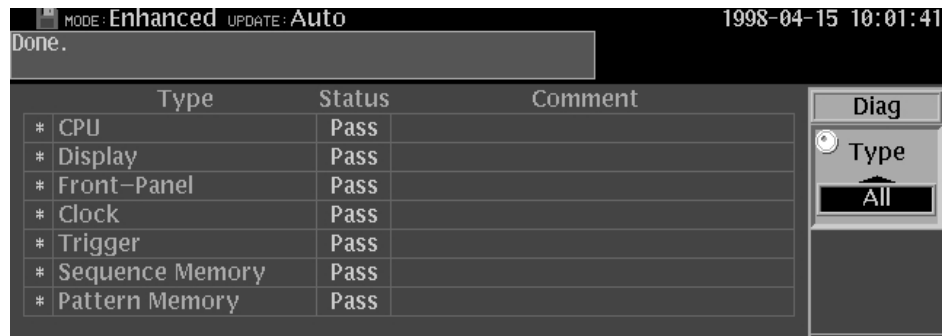 MODE:Enhanced UPDATE:Auto 1998-04-15 10:01:41
Done.
Type Status Comment
* CPU Pass
* Display Pass
* Front-Panel Pass
* Clock Pass
* Trigger Pass
* Sequence Memory Pass
* Pattern Memory Pass
Diag
Type
All